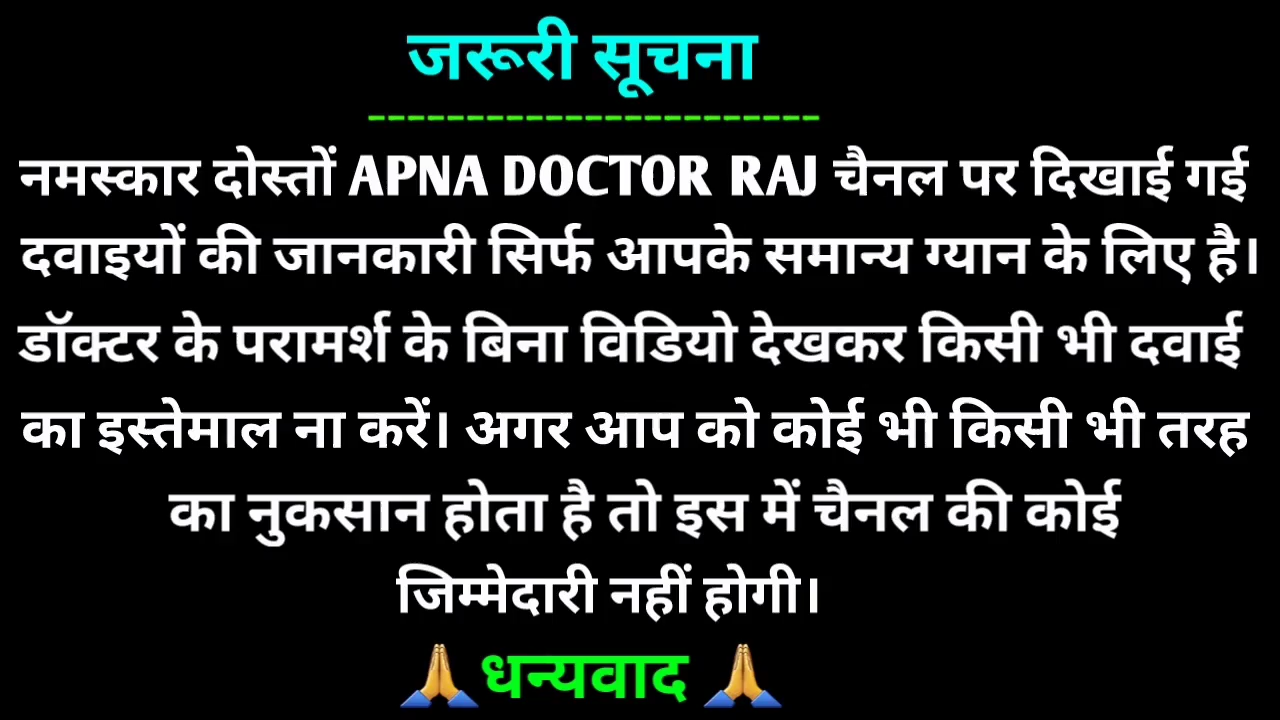 जरूरी सूचना
-----------------------
नमस्कार दोस्तों APNA DOCTOR RAJ चैनल पर दिखाई गई
दवाइयों की जानकारी सिर्फ आपके समान्य ग्यान के लिए है।
डॉक्टर के परामर्श के बिना विडियो देखकर किसी भी दवाई
का इस्तेमाल ना करें। अगर आप को कोई भी किसी भी तरह
का नुकसान होता है तो इस में चैनल की कोई
जिम्मेदारी नहीं होगी।
🙏धन्यवाद 🙏